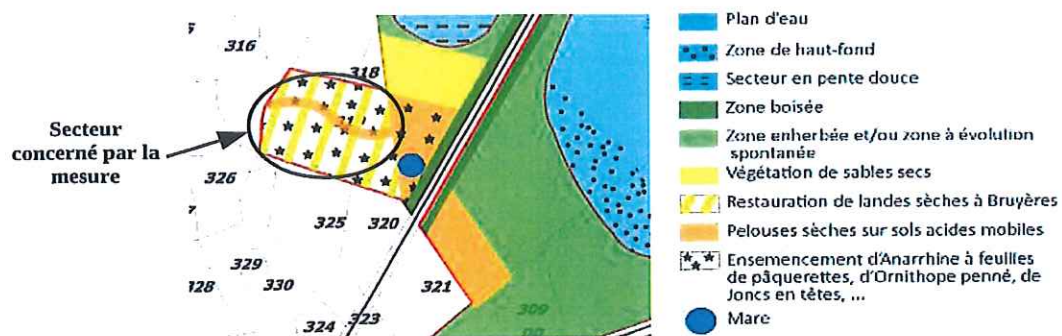 316
318
Secteur
concerné par la
mesure
326
325
320
329
328
330
321
324
323
309
Plan d'eau
Zone de haut-fond
Secteur en pente douce
Zone boisée
Zone enherbée et/ou zone à évolution
spontanée
Végétation de sables secs
Restauration de landes sèches à Bruyères
Pelouses sèches sur sols acides mobiles
Ensemencement d'Anarrhine à feuilles
de pâquerettes, d'Ornithope penné, de
Joncs en têtes, ...
Mare